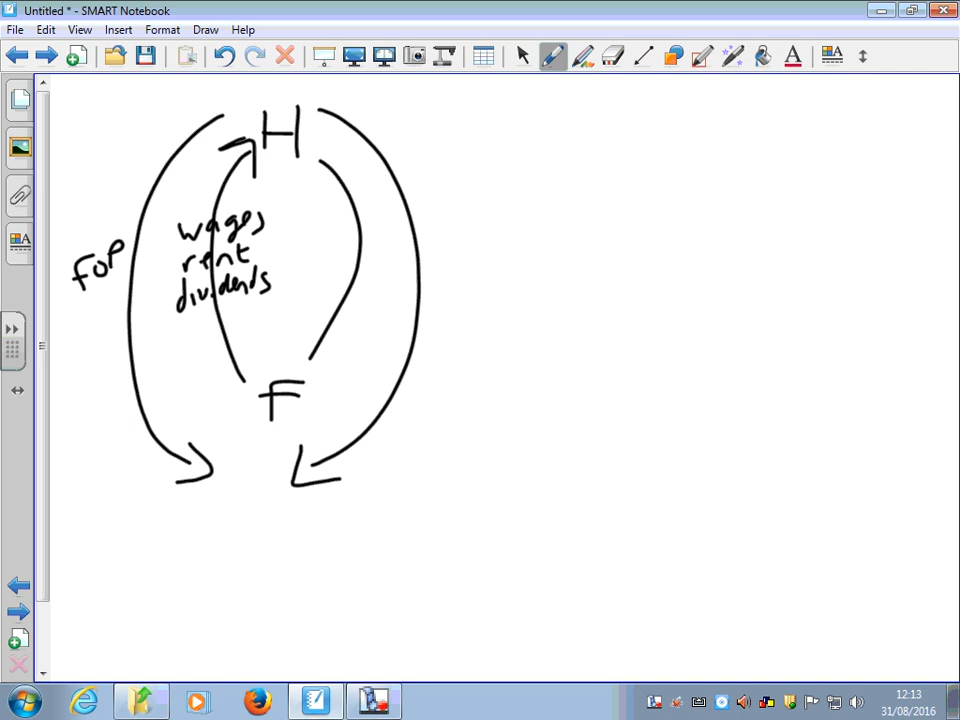 Untitled * - SMART Notebook
File Edit View Insert Format Draw Help
H
FOP
wages
rent
dividends
F
12:13
31/08/2016